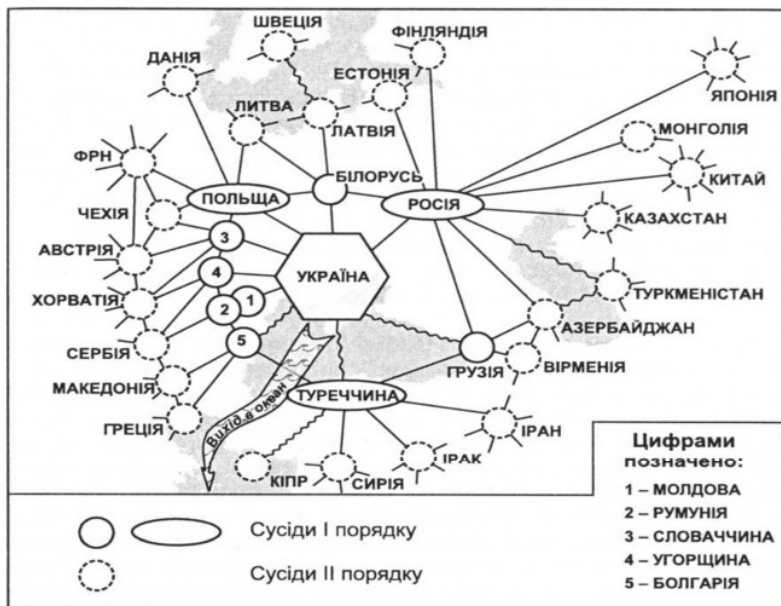 ШВЕЦІЯ
ФІНЛЯНДІЯ
ДАНІЯ
ЕСТОНІЯ
ЯПОНІЯ
ЛИТВА
ЛАТВІЯ
МОНГОЛІЯ
ФРН
БІЛОРУСЬ
КИТАЙ
ПОЛЬЩА
РОСІЯ
ЧЕХІЯ
КАЗАХСТАН
3
АВСТРІЯ
4
УКРАЇНА
ТУРКМЕНІСТАН
ХОРВАТІЯ
1
2
АЗЕРБАЙДЖАН
СЕРБІЯ
5
ГРУЗІЯ
ВІРМЕНІЯ
МАКЕДОНІЯ
ТУРЕЧЧИНА
Вихід в океан
ГРЕЦІЯ
ІРАН
ІРАК
КІПР
СИРІЯ
Цифрами
позначено:
1 – МОЛДОВА
2 – РУМУНІЯ
3 – СЛОВАЧЧИНА
4 – УГОРЩИНА
5 – БОЛГАРІЯ
Сусіди І порядку
Сусіди ІІ порядку